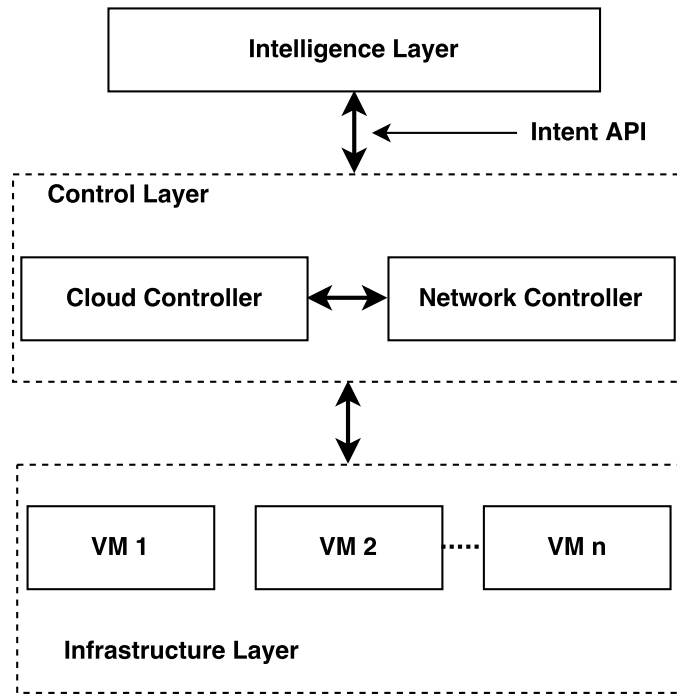 Intelligence Layer
Intent API
Control Layer
Cloud Controller
Network Controller
VM 1
VM 2
VM n
Infrastructure Layer